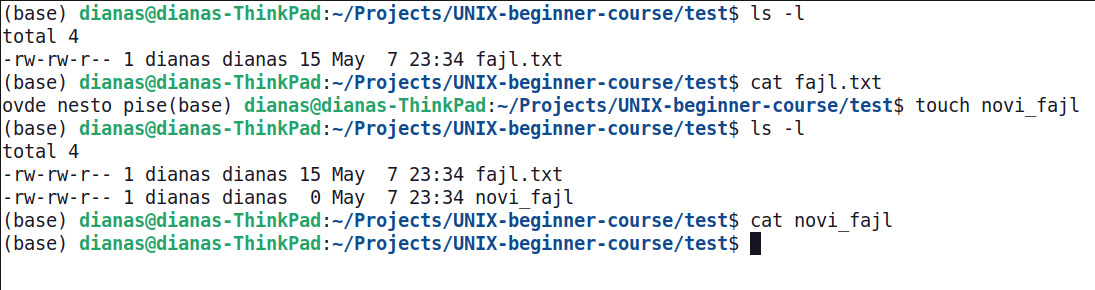 (base) dianas@dianas-ThinkPad:~/Projects/UNIX-beginner-course/test$ ls -l
total 4
-rw-rw-r-- 1 dianas dianas 15 May  7 23:34 fajl.txt
(base) dianas@dianas-ThinkPad:~/Projects/UNIX-beginner-course/test$ cat fajl.txt
ovde nesto pise(base) dianas@dianas-ThinkPad:~/Projects/UNIX-beginner-course/test$ touch novi_fajl
(base) dianas@dianas-ThinkPad:~/Projects/UNIX-beginner-course/test$ ls -l
total 4
-rw-rw-r-- 1 dianas dianas 15 May  7 23:34 fajl.txt
-rw-rw-r-- 1 dianas dianas  0 May  7 23:34 novi_fajl
(base) dianas@dianas-ThinkPad:~/Projects/UNIX-beginner-course/test$ cat novi_fajl
(base) dianas@dianas-ThinkPad:~/Projects/UNIX-beginner-course/test$